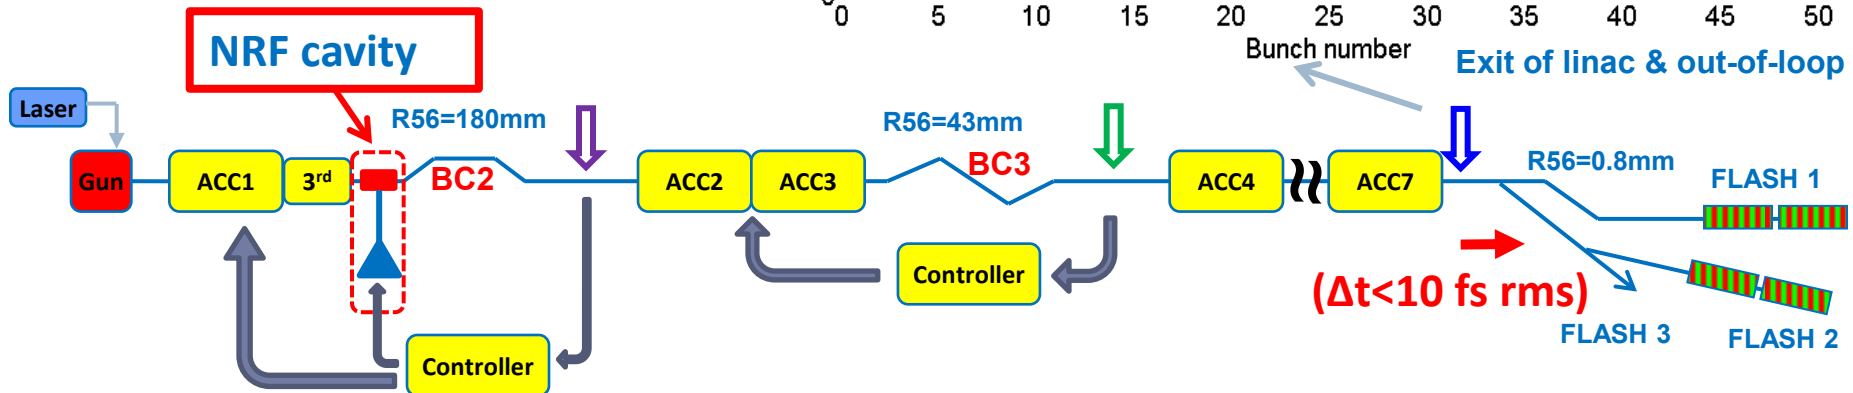 0 5 10 15 20 25 30 35 40 45 50
Bunch number
NRF cavity
Exit of linac & out-of-loop
Laser
R56=180mm
R56=43mm
R56=0.8mm
Gun
ACC1
3rd
BC2
ACC2
ACC3
BC3
ACC4
ACC7
FLASH 1
Controller
(Δt<10 fs rms)
FLASH 3
FLASH 2
Controller